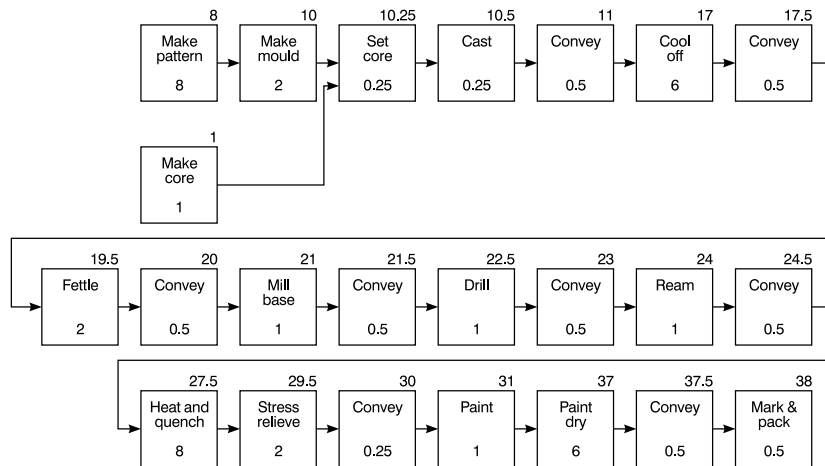 8 10 10.25 10.5 11 17 17.5
Make Make Set Cast Convey Cool Convey
pattern mould core off
8 2 0.25 0.25 0.5 6 0.5
1
Make
core
1
19.5 20 21 21.5 22.5 23 24 24.5
Fettle Convey Mill Convey Drill Convey Ream Convey
base
2 0.5 1 0.5 1 0.5 1 0.5
27.5 29.5 30 31 37 37.5 38
Heat and Stress Convey Paint Paint Convey Mark &
quench relieve dry pack
8 2 0.25 1 6 0.5 0.5